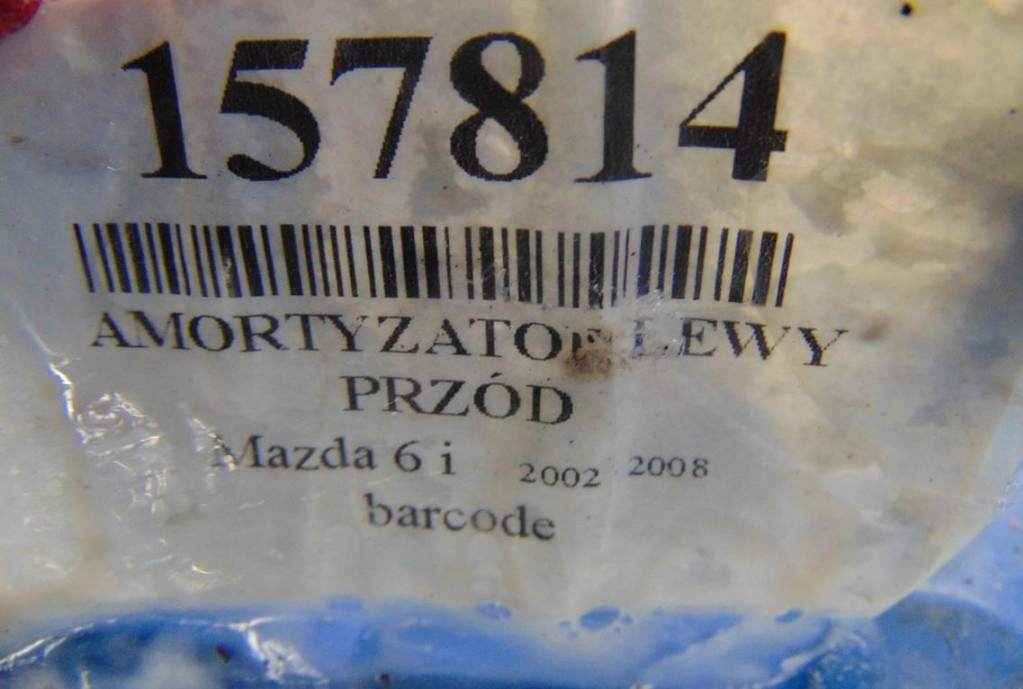 157814
AMORTYZATOR LEWY
PRZÓD
Mazda 6 i 2002 2008
barcode